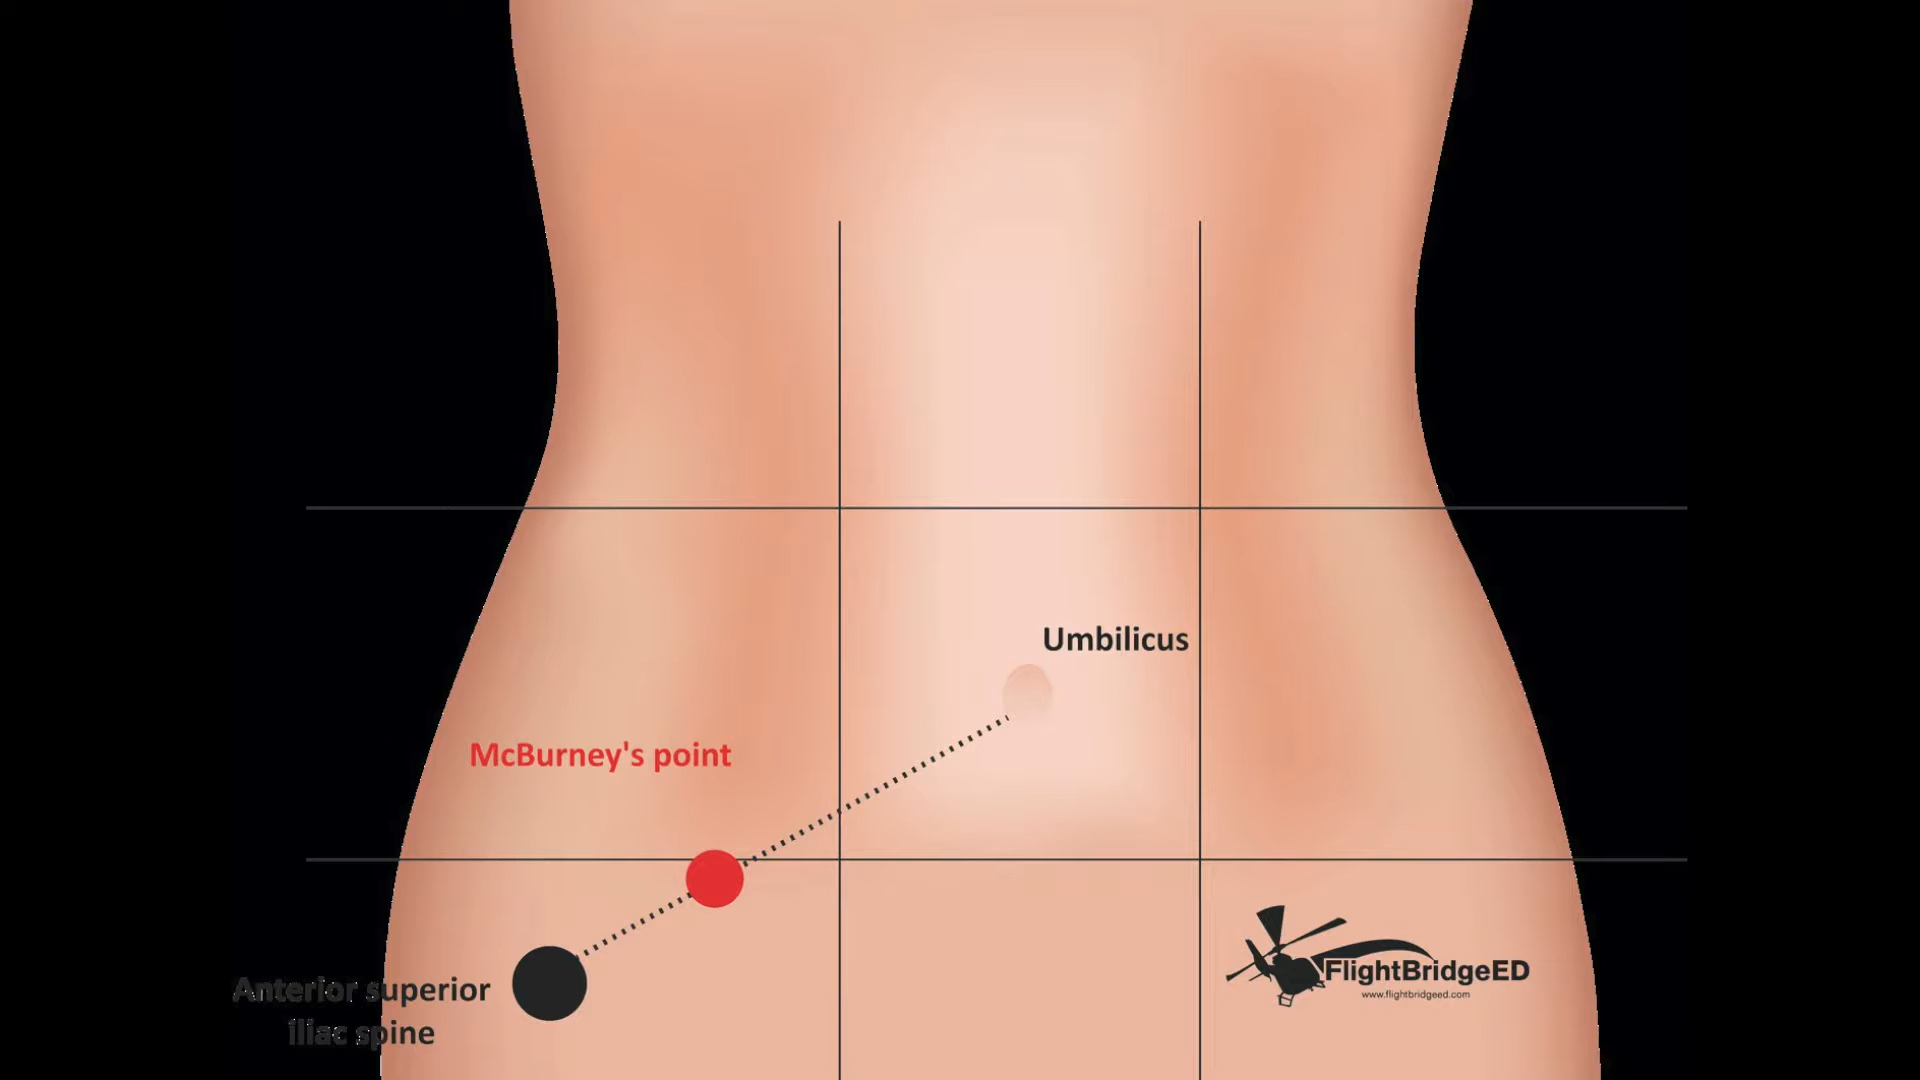 Umbilicus
McBurney's point
Anterior superior
iliac spine
FlightBridgeED
www.flightbridgeed.com